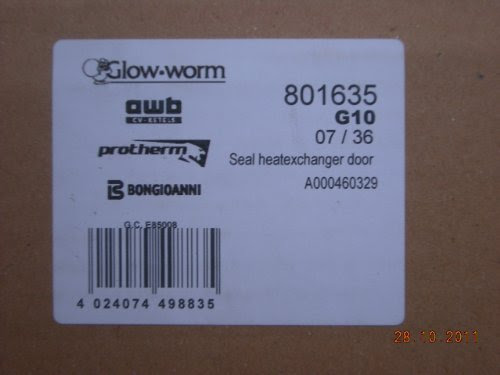 Glow-worm
awb
CV-KETELS
protherm
BONGIOANNI
801635
G10
07 / 36
Seal heatexchanger door
A000460329
G.C. E85008
4 024074 498835
28.10.2011